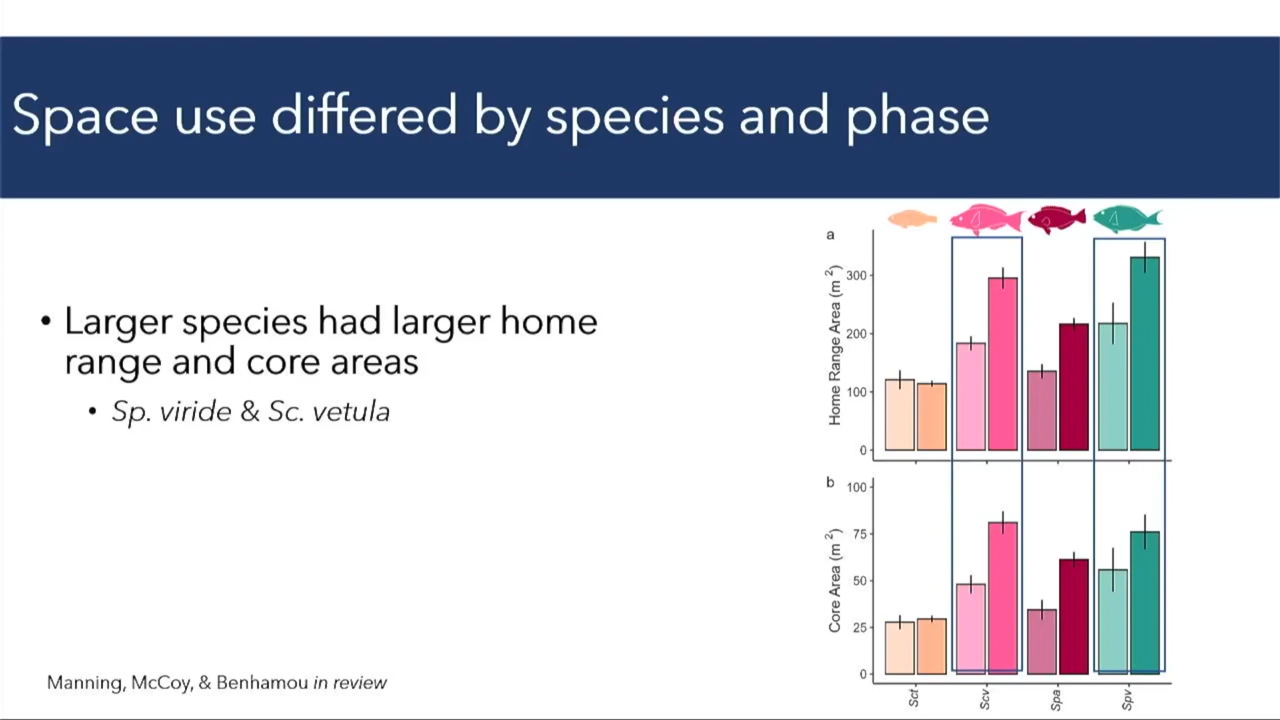 Space use differed by species and phase
• Larger species had larger home
range and core areas
• Sp. viride & Sc. vetula
a
Home Range Area (m²)
300
200
100
0
b
Core Area (m²)
100
75
50
25
0
Sct
Scv
Spa
Spv
Manning, McCoy, & Benhamou in review